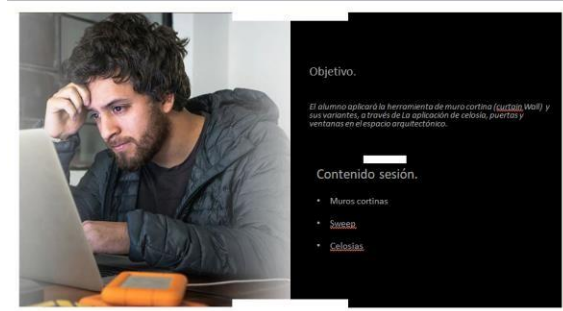 Objetivo.
El alumno aplicará la herramienta de muro cortina (curtain Wall) y
sus variantes, a través de La aplicación de celosía, puertas y
ventanas en el espacio arquitectónico.
Contenido sesión.
• Muros cortinas
• Sweep
• Celosias